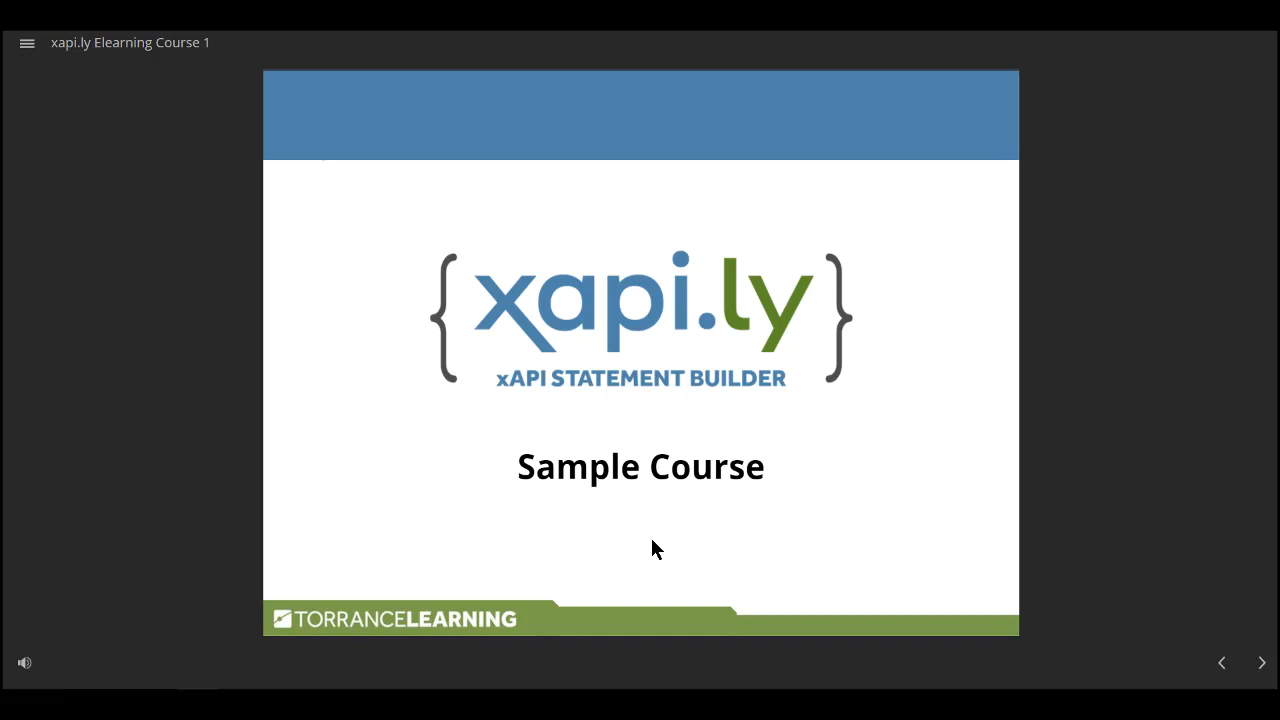 xapi.ly Elearning Course 1
{xapi.ly}
xAPI STATEMENT BUILDER
Sample Course
TORRANCELEARNING